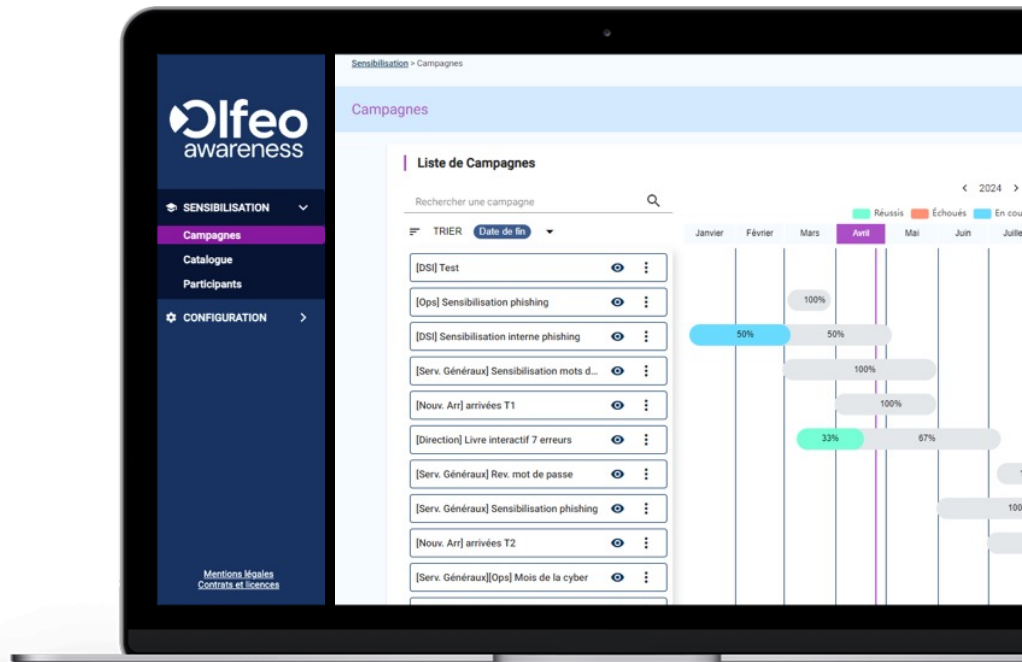 Sensibilisation > Campagnes
Olfeo
awareness
Campagnes
Liste de Campagnes
Rechercher une campagne
< 2024 >
Réussis Échoués En cou
SENSIBILISATION
TRIER Date de fin
Janvier Février Mars Avril Mai Juin Juille
Campagnes
Catalogue
Participants
CONFIGURATION
[DSI] Test
[Ops] Sensibilisation phishing
100%
[DSI] Sensibilisation interne phishing
50% 50%
[Serv. Généraux] Sensibilisation mots d...
100%
[Nouv. Arr] arrivées T1
100%
[Direction] Livre interactif 7 erreurs
33% 67%
[Serv. Généraux] Rev. mot de passe
[Serv. Généraux] Sensibilisation phishing
100
[Nouv. Arr] arrivées T2
[Serv. Généraux][Ops] Mois de la cyber
Mentions légales
Contrats et licences